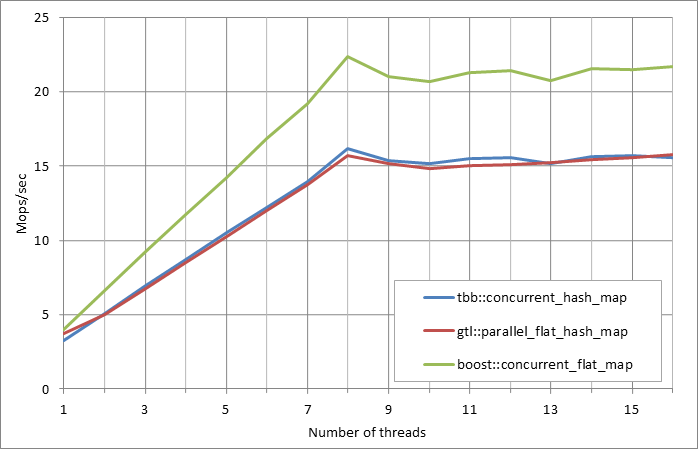 25
20
15
10
5
0
Mops/sec
1 3 5 7 9 11 13 15
Number of threads
tbb::concurrent_hash_map
gtl::parallel_flat_hash_map
boost::concurrent_flat_map